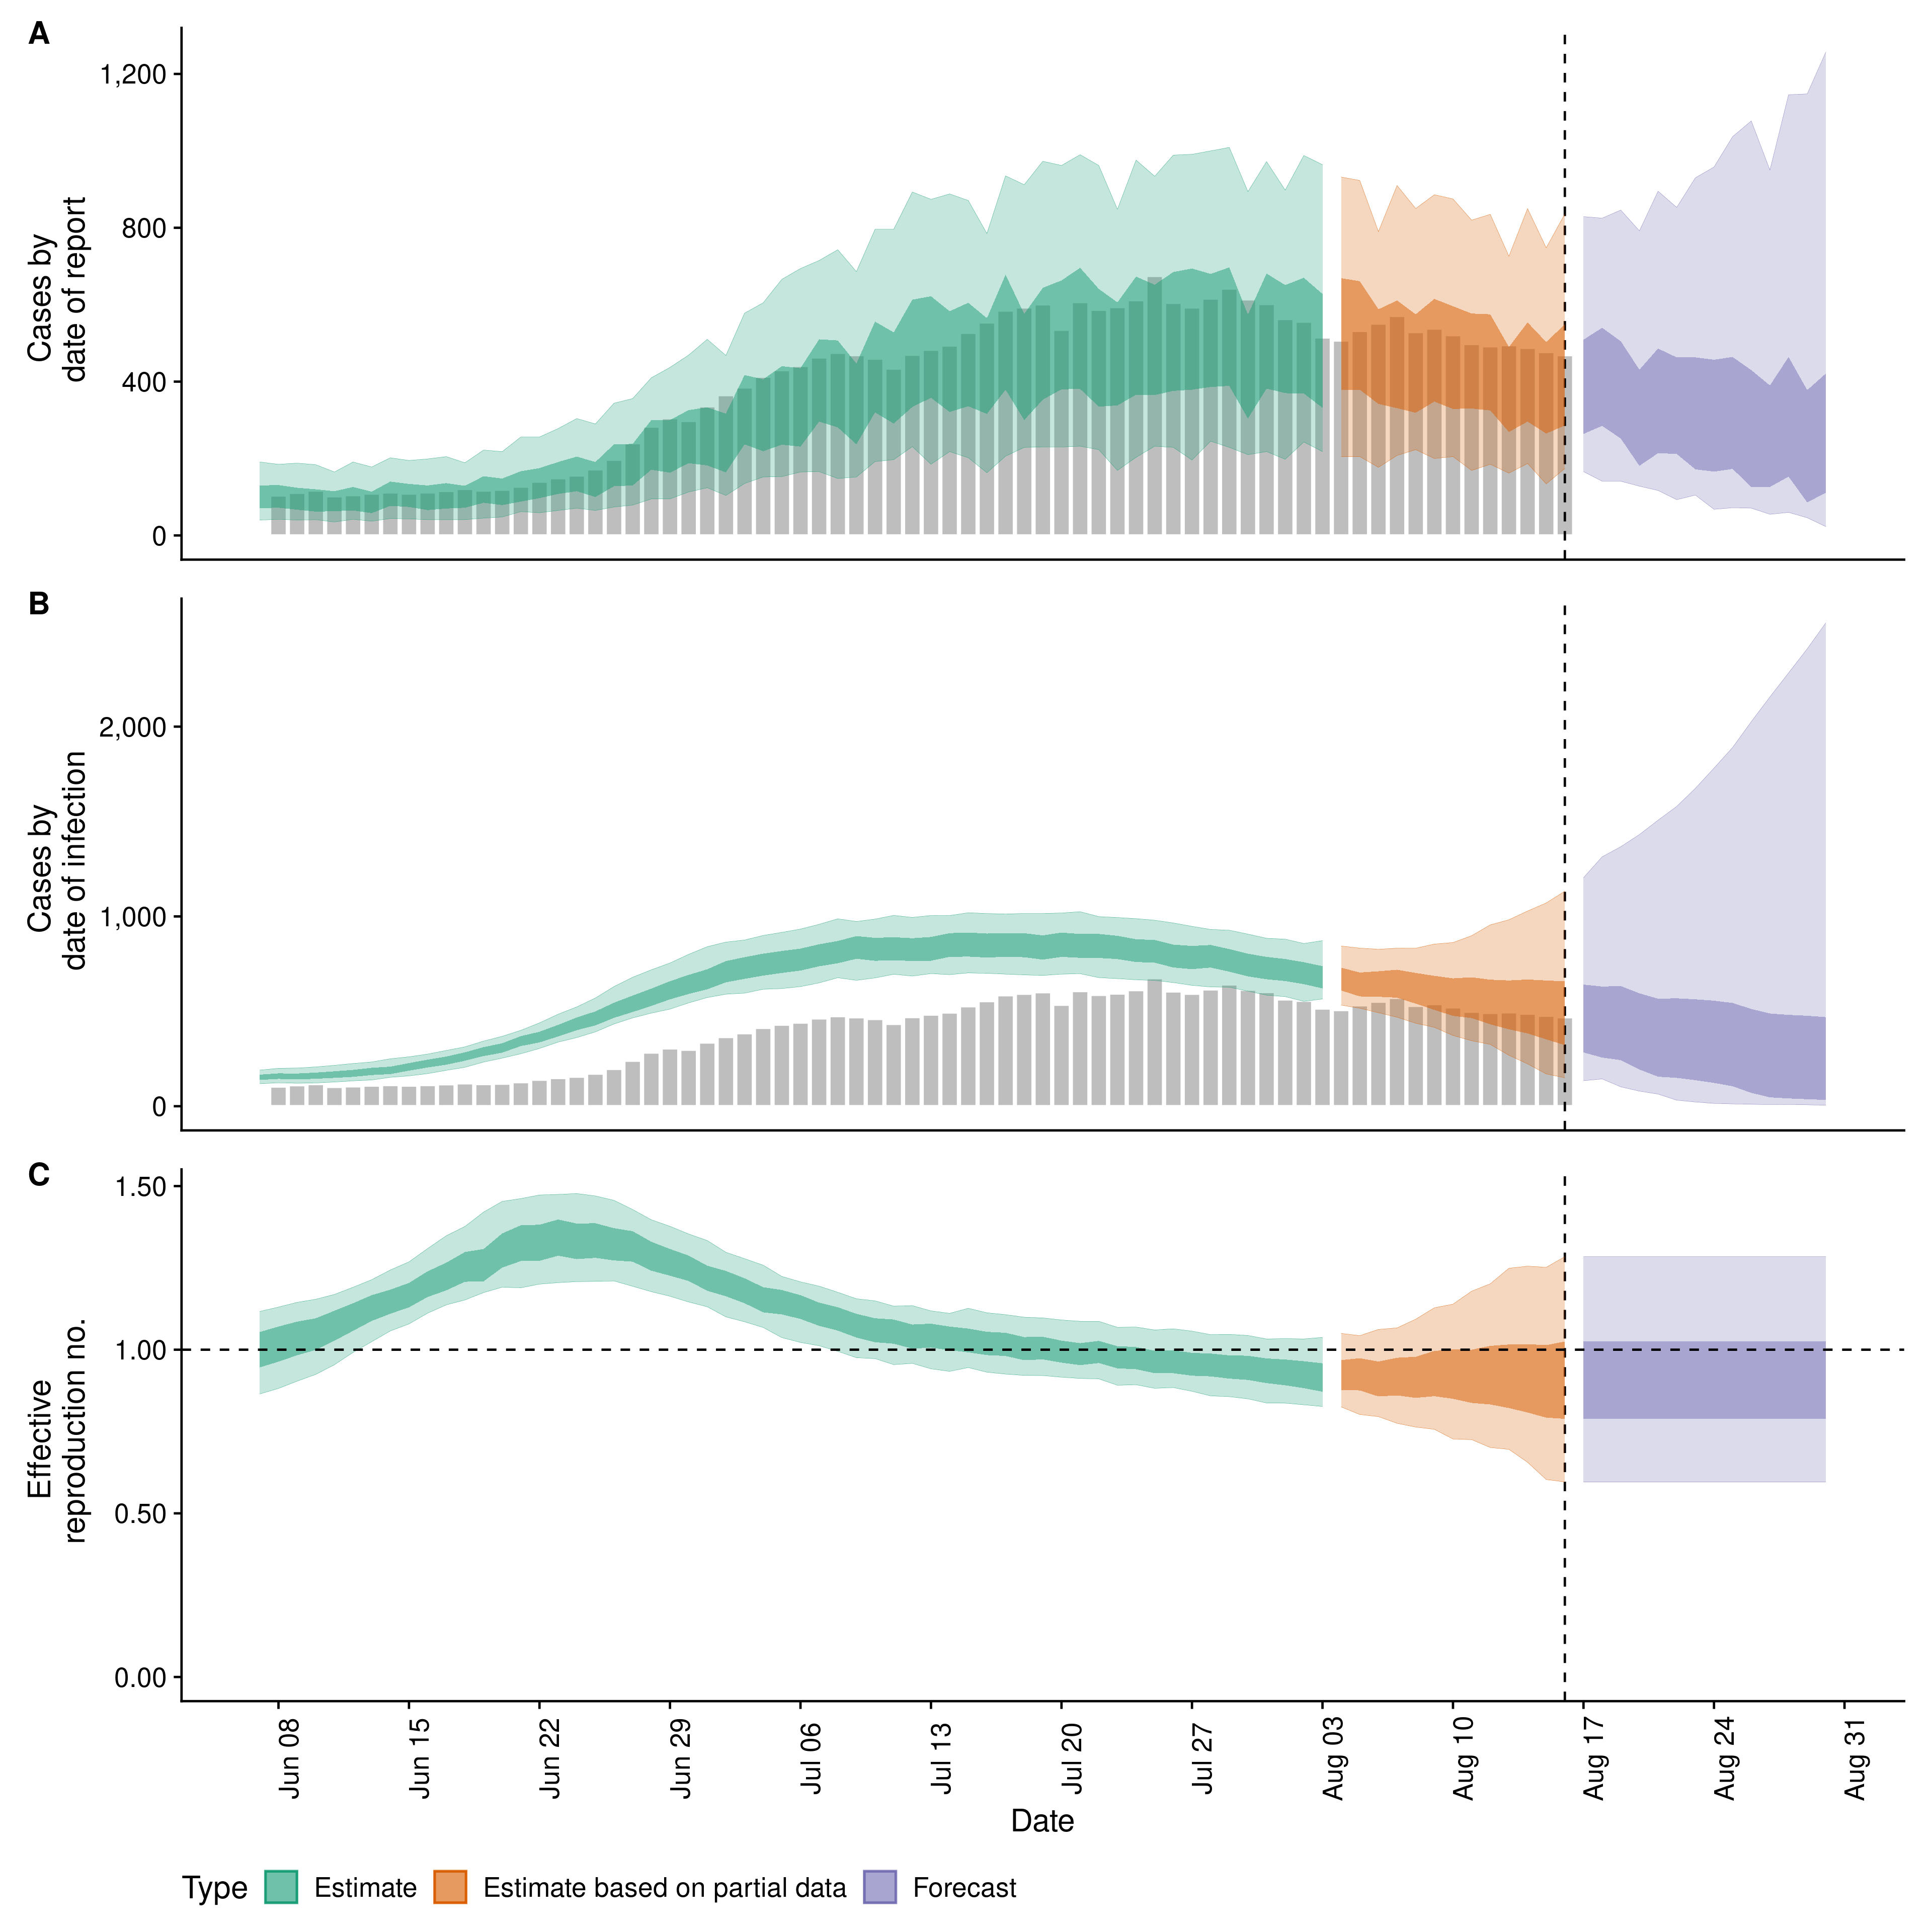 A
1,200
800
400
0
Cases by
date of report
B
2,000
1,000
0
Cases by
date of infection
C
1.50
1.00
0.50
0.00
Effective
reproduction no.
Jun 08
Jun 15
Jun 22
Jun 29
Jul 06
Jul 13
Jul 20
Jul 27
Aug 03
Aug 10
Aug 17
Aug 24
Aug 31
Date
Type Estimate Estimate based on partial data Forecast